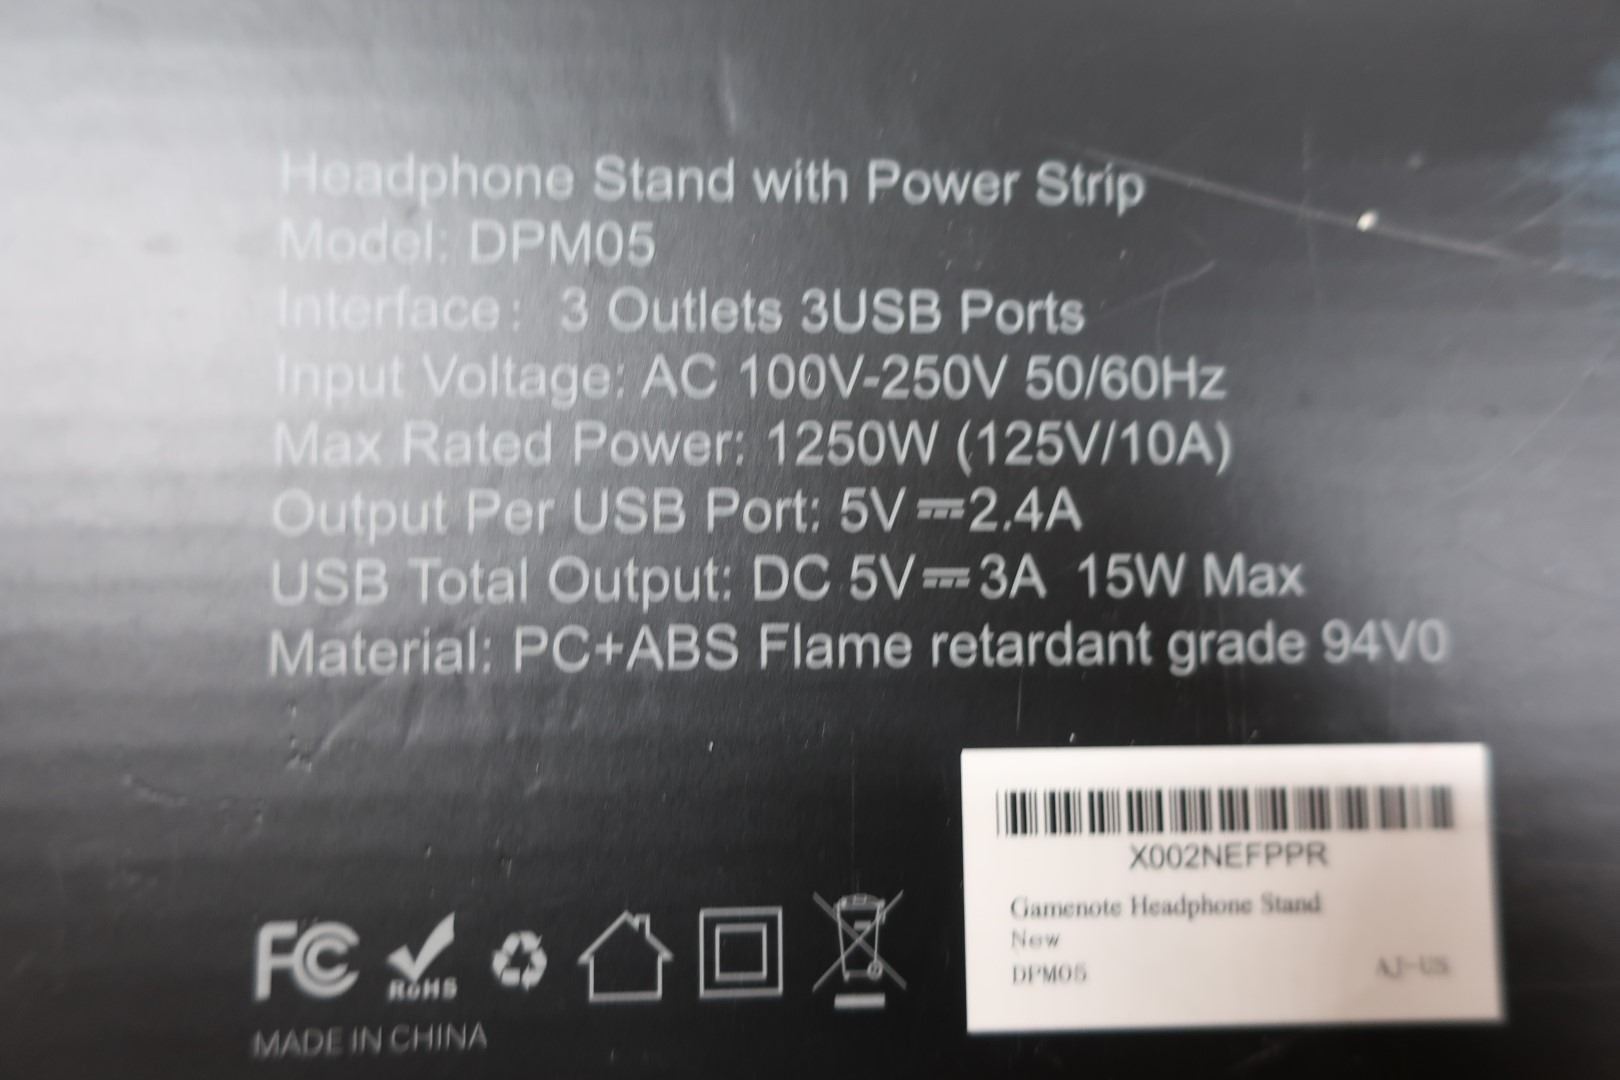 Headphone Stand with Power Strip
Model: DPM05
Interface: 3 Outlets 3USB Ports
Input Voltage: AC 100V-250V 50/60Hz
Max Rated Power: 1250W (125V/10A)
Output Per USB Port: 5V⎓2.4A
USB Total Output: DC 5V⎓3A 15W Max
Material: PC+ABS Flame retardant grade 94V0
FC
RoHS
MADE IN CHINA
X002NEFPPR
Gamenote Headphone Stand
New
DPM05 AJ-US